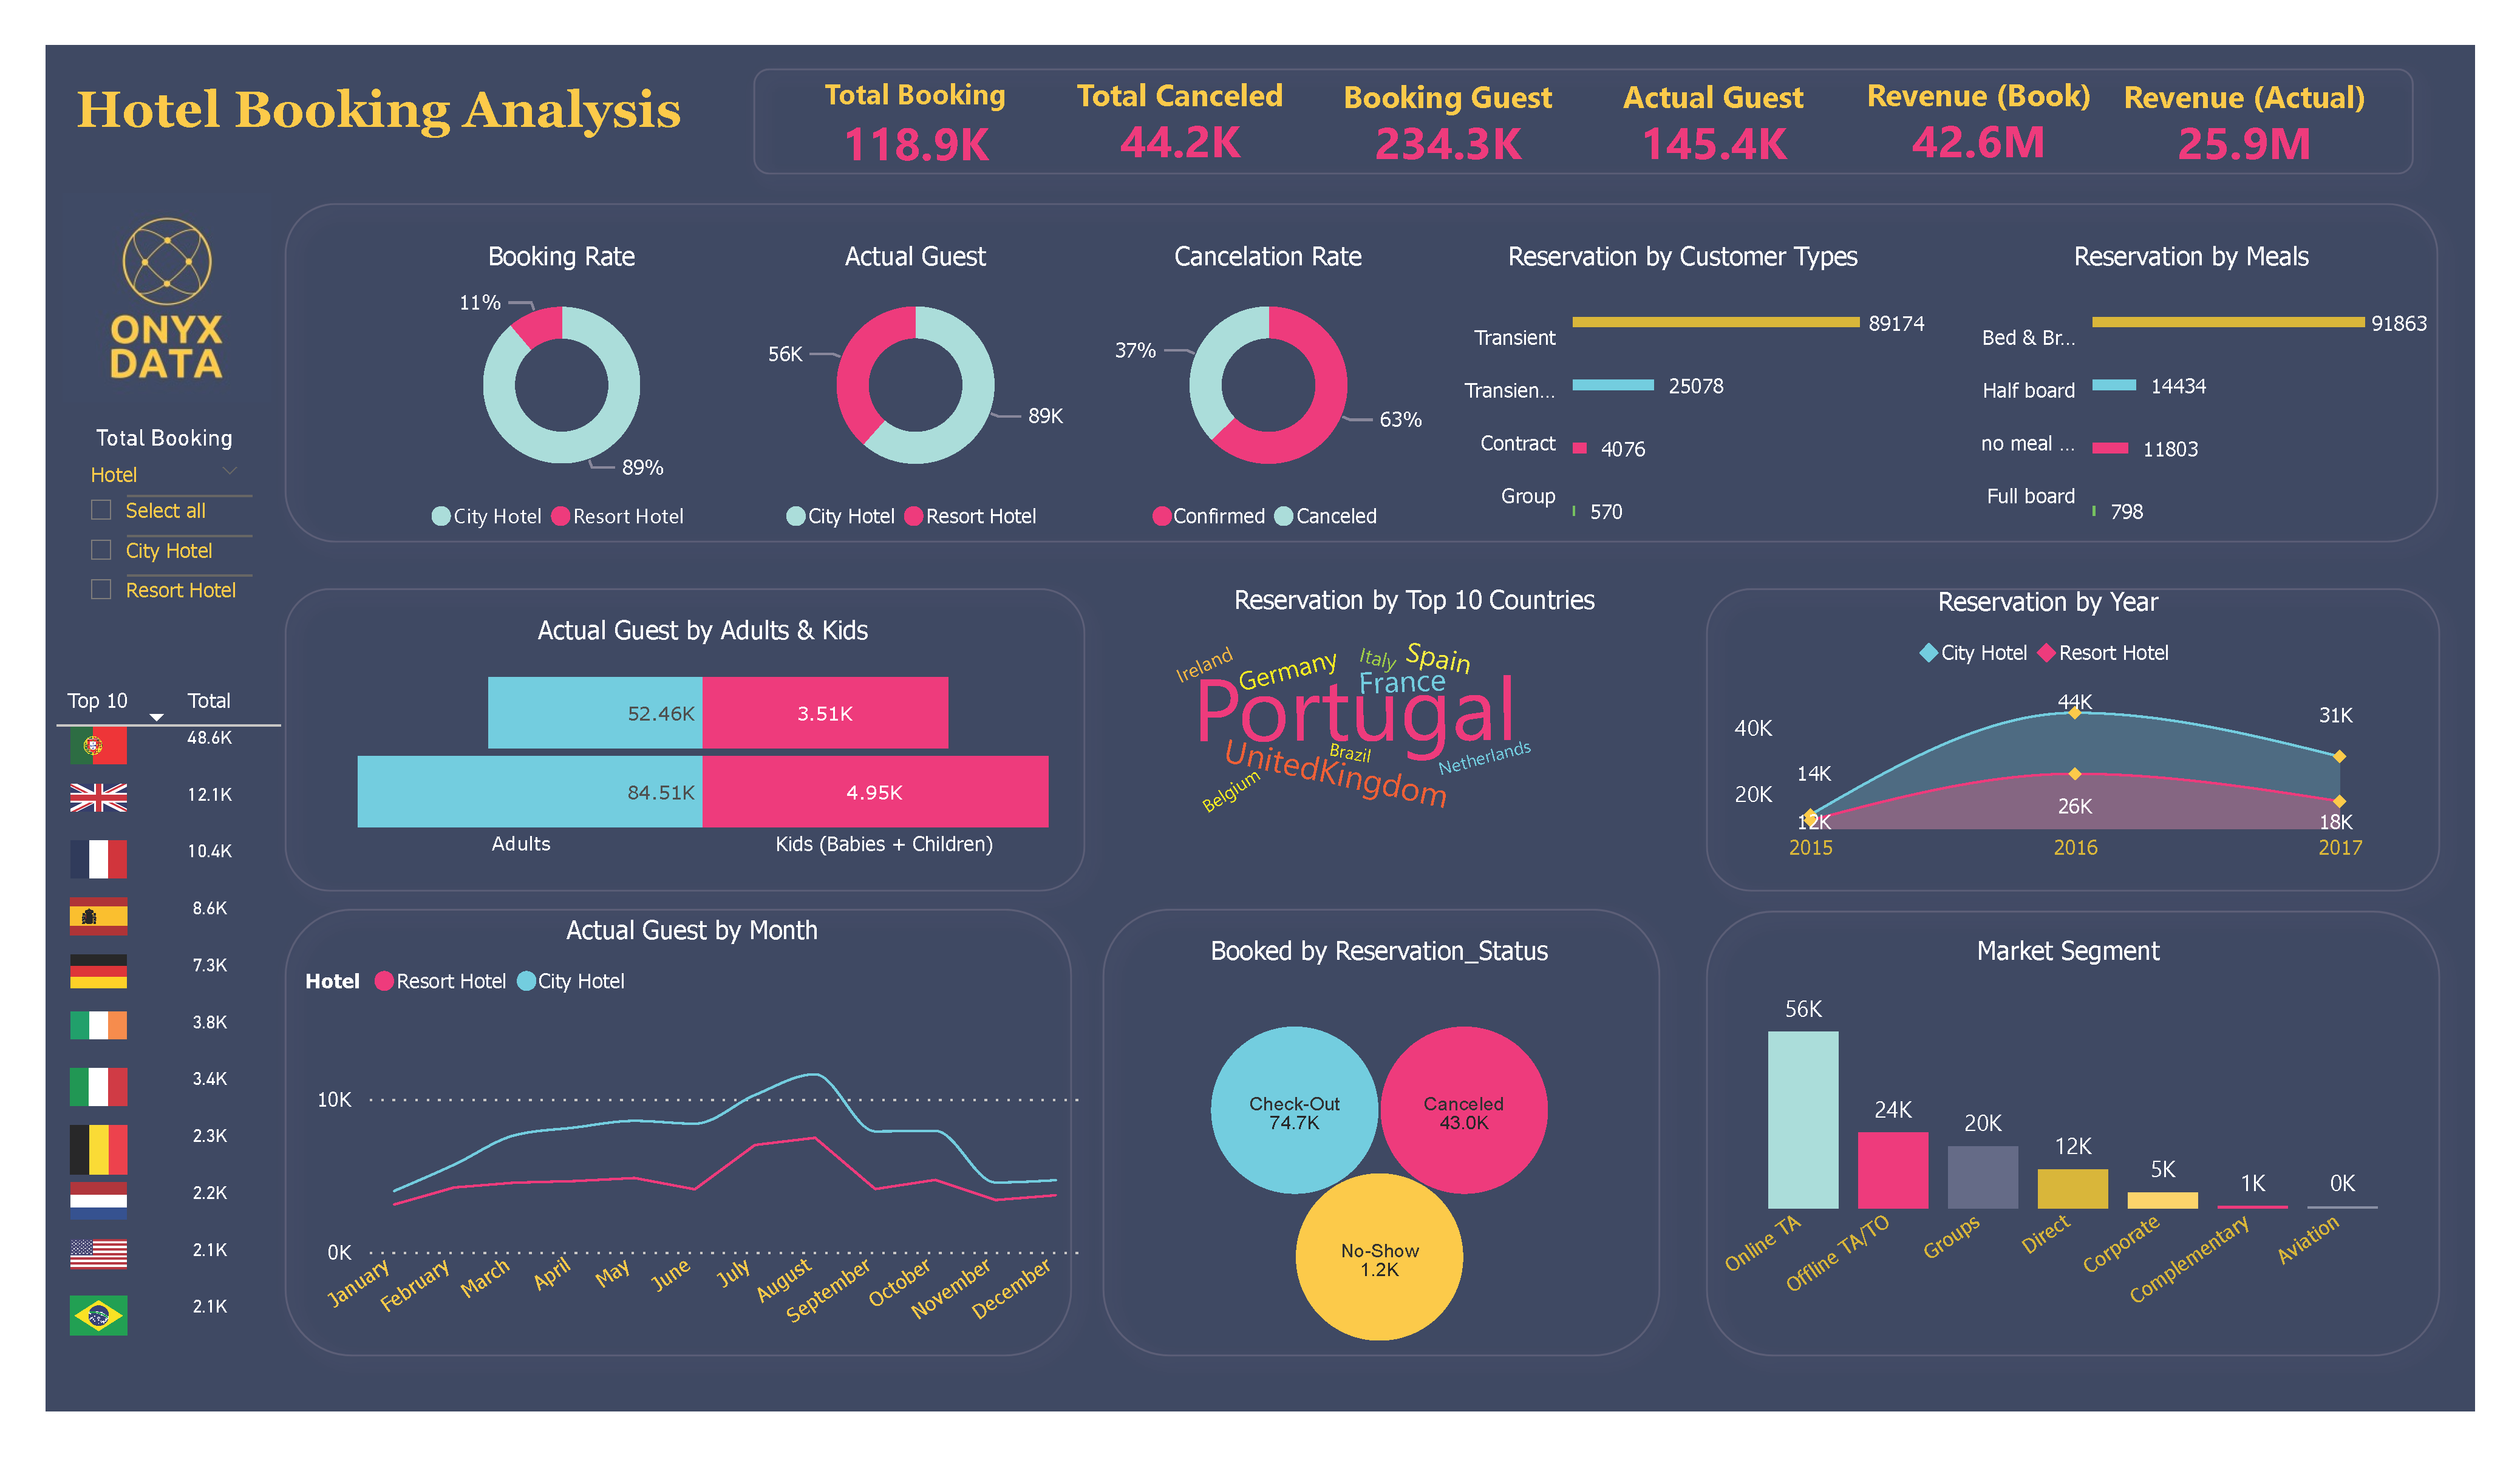 Hotel Booking Analysis
Total Booking
118.9K
Total Canceled
44.2K
Booking Guest
234.3K
Actual Guest
145.4K
Revenue (Book)
42.6M
Revenue (Actual)
25.9M
ONYX
DATA
Total Booking
Hotel
Select all
City Hotel
Resort Hotel
Top 10 Total
48.6K
12.1K
10.4K
8.6K
7.3K
3.8K
3.4K
2.3K
2.2K
2.1K
2.1K
Booking Rate
11%
89%
City Hotel Resort Hotel
Actual Guest
56K
89K
City Hotel Resort Hotel
Cancelation Rate
37%
63%
Confirmed Canceled
Reservation by Customer Types
Transient 89174
Transien... 25078
Contract 4076
Group 570
Reservation by Meals
Bed & Br... 91863
Half board 14434
no meal ... 11803
Full board 798
Actual Guest by Adults & Kids
52.46K 3.51K
84.51K 4.95K
Adults Kids (Babies + Children)
Reservation by Top 10 Countries
Ireland
Germany
Italy
Spain
France
Portugal
UnitedKingdom
Brazil
Netherlands
Belgium
Reservation by Year
City Hotel Resort Hotel
40K
20K
14K
44K
31K
12K
26K
18K
2015 2016 2017
Actual Guest by Month
Hotel Resort Hotel City Hotel
10K
0K
January February March April May June July August September October November December
Booked by Reservation_Status
Check-Out
74.7K
Canceled
43.0K
No-Show
1.2K
Market Segment
56K
24K
20K
12K
5K
1K
0K
Online TA Offline TA/TO Groups Direct Corporate Complementary Aviation